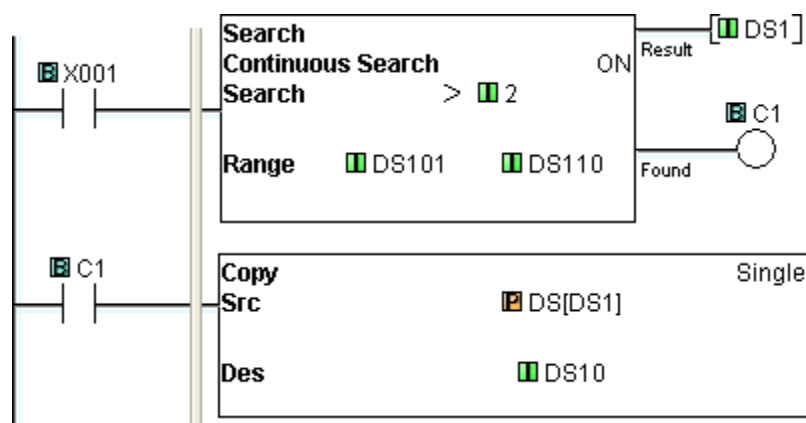 Search
Continuous Search ON
Search > I 2
Range I DS101 I DS110
B X001
Result
[I DS1]
B C1
Found
B C1
Copy Single
Src P DS[DS1]
Des I DS10